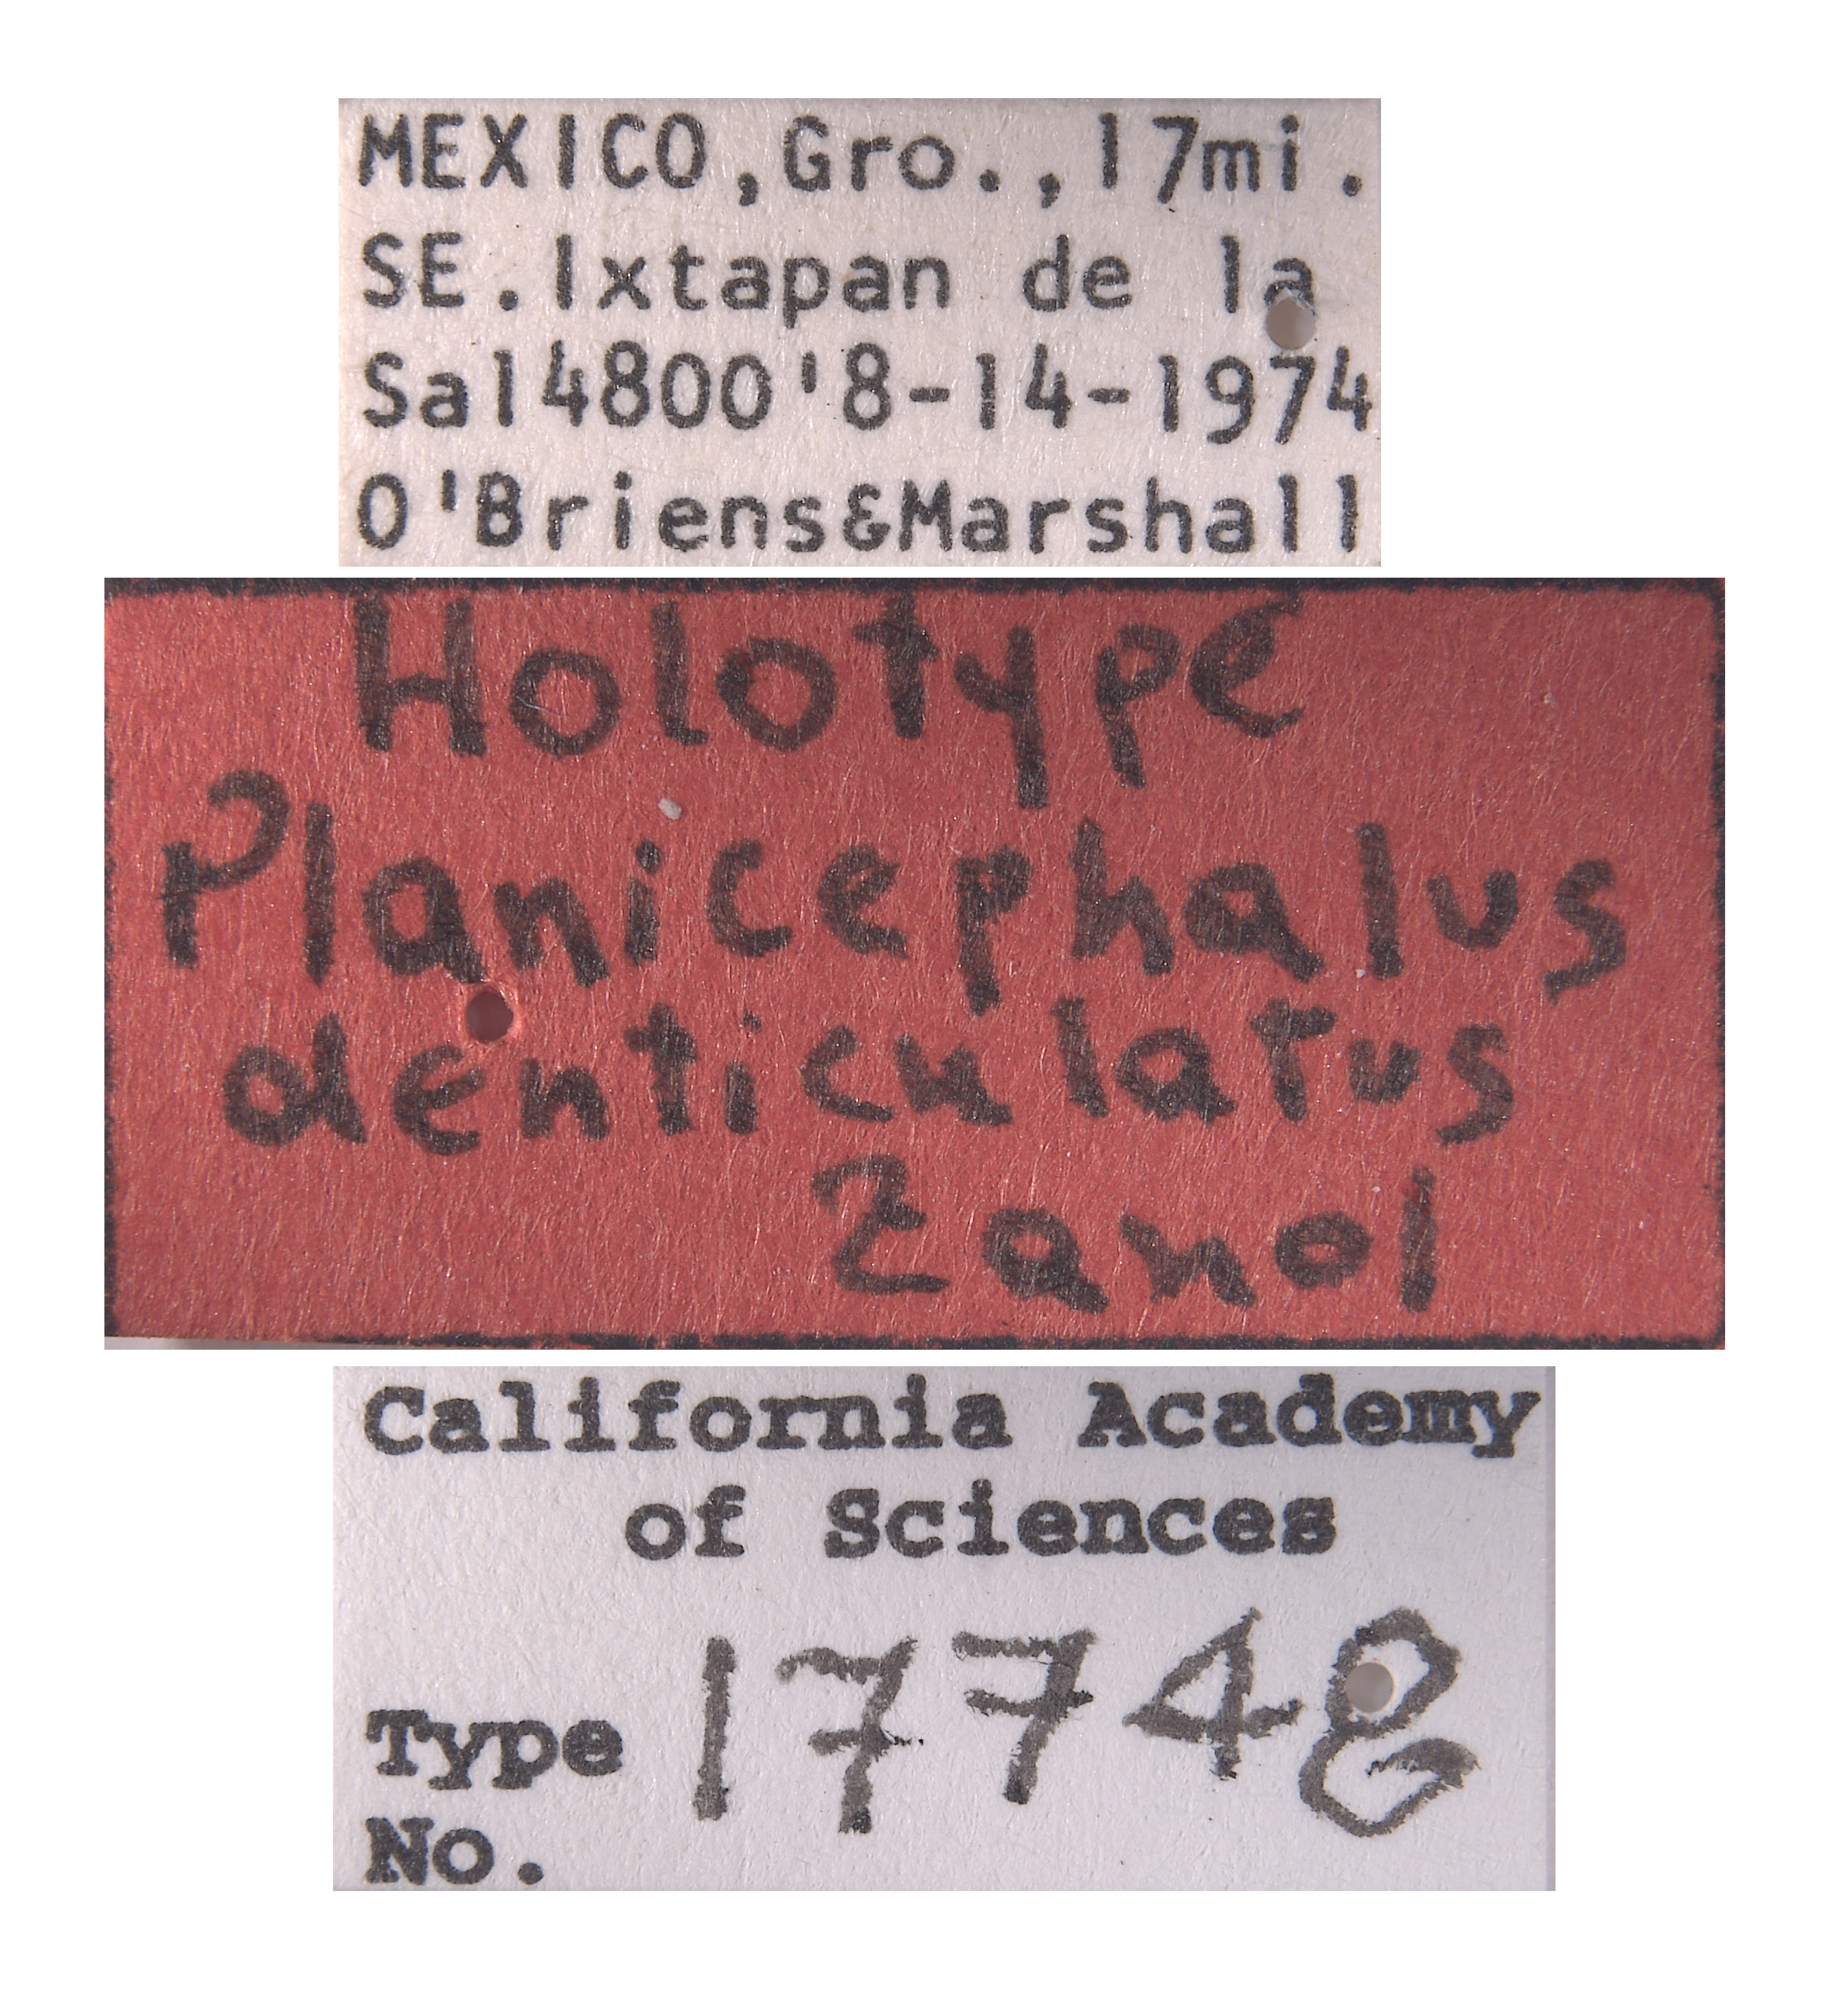 MEXICO,Gro.,17mi.
SE.Ixtapan de la
Sal4800'8-14-1974
O'Briens&Marshall
Holotype
Planicephalus
denticulatus
Zanol
California Academy
of Sciences
Type 17748
No.